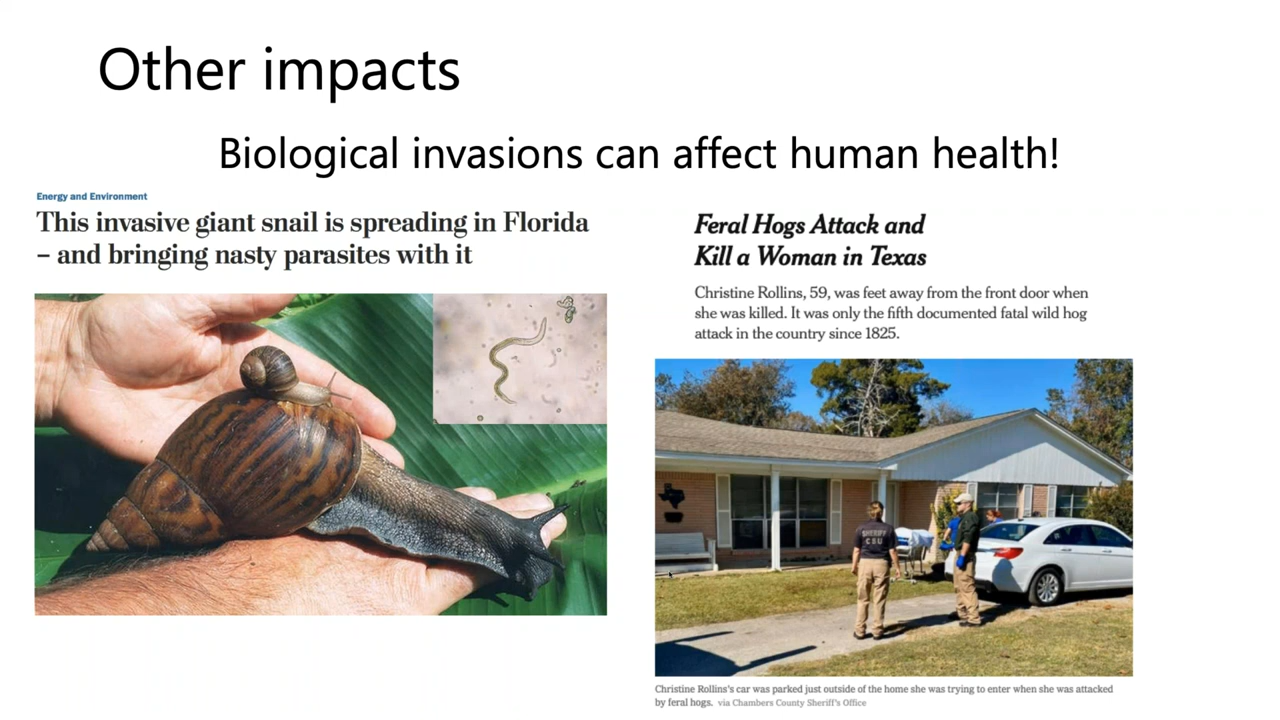 Other impacts
Biological invasions can affect human health!
Energy and Environment
This invasive giant snail is spreading in Florida
– and bringing nasty parasites with it
Feral Hogs Attack and
Kill a Woman in Texas
Christine Rollins, 59, was feet away from the front door when
she was killed. It was only the fifth documented fatal wild hog
attack in the country since 1825.
SHERIFF
CSU
Christine Rollins's car was parked just outside of the home she was trying to enter when she was attacked
by feral hogs. via Chambers County Sheriff's Office